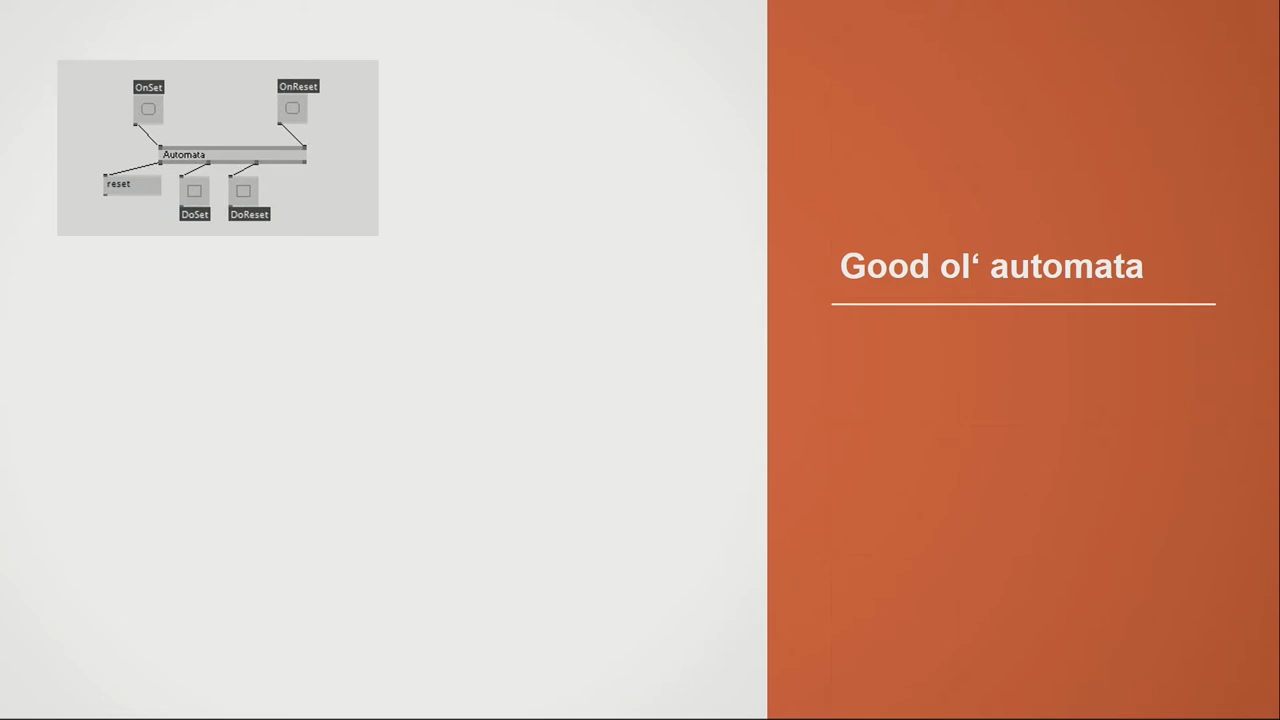 OnSet
OnReset
Automata
reset
DoSet
DoReset
Good ol‘ automata